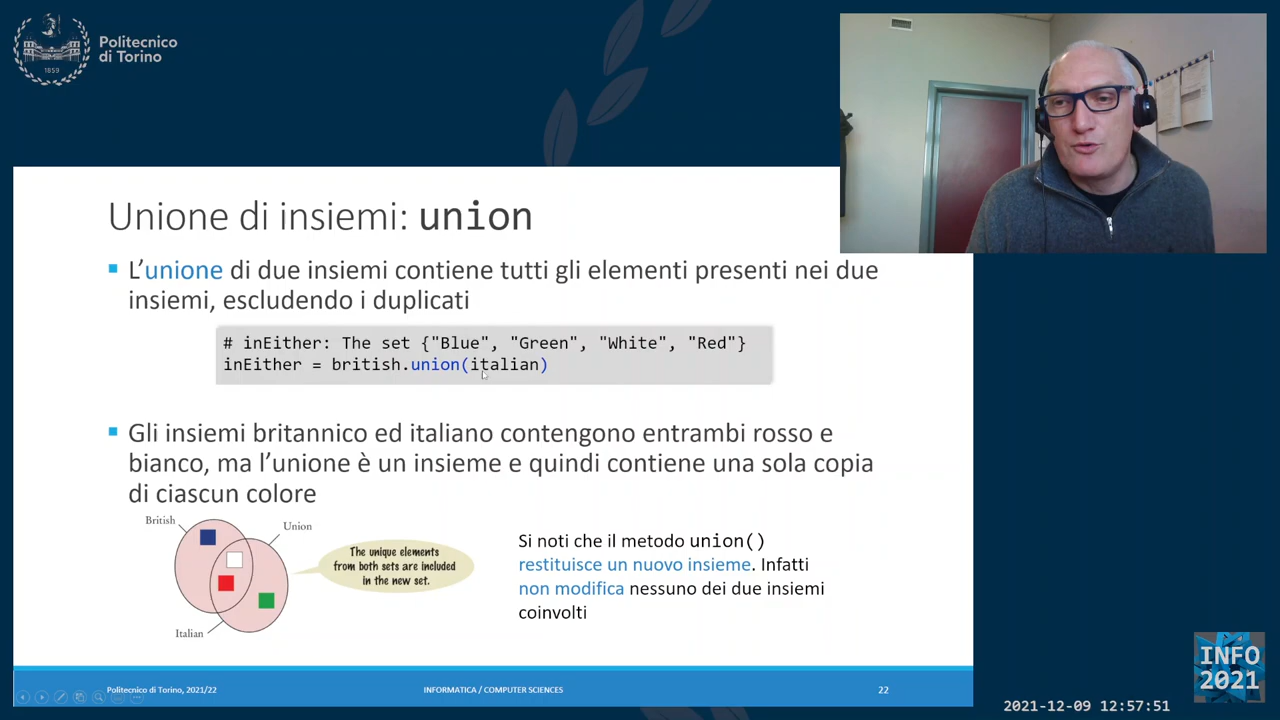 Politecnico
di Torino
1859
Unione di insiemi: union
L'unione di due insiemi contiene tutti gli elementi presenti nei due
insiemi, escludendo i duplicati
# inEither: The set {"Blue", "Green", "White", "Red"}
inEither = british.union(italian)
Gli insiemi britannico ed italiano contengono entrambi rosso e
bianco, ma l'unione è un insieme e quindi contiene una sola copia
di ciascun colore
British
Union
Italian
The unique elements
from both sets are included
in the new set.
Si noti che il metodo union()
restituisce un nuovo insieme. Infatti
non modifica nessuno dei due insiemi
coinvolti
Politecnico di Torino, 2021/22
INFORMATICA / COMPUTER SCIENCES
22
INFO
2021
2021-12-09 12:57:51